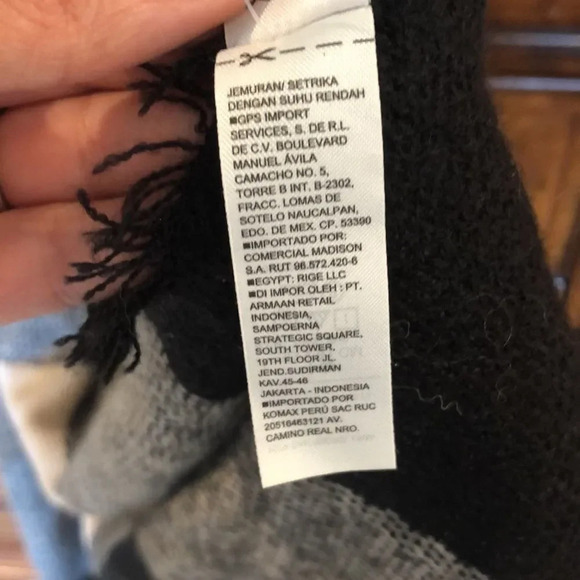 JEMURAN/ SETRIKA
DENGAN SUHU RENDAH
■GPS IMPORT
SERVICES, S. DE R.L.
DE C.V. BOULEVARD
MANUEL ÁVILA
CAMACHO NO. 5,
TORRE B INT. B-2302,
FRACC. LOMAS DE
SOTELO NAUCALPAN,
EDO. DE MEX. CP. 53390
■IMPORTADO POR:
COMERCIAL MADISON
S.A. RUT 96.572.420-6
■EGYPT: RIGE LLC
■DI IMPOR OLEH : PT.
ARMAAN RETAIL
INDONESIA,
SAMPOERNA
STRATEGIC SQUARE,
SOUTH TOWER,
19TH FLOOR JL.
JEND.SUDIRMAN
KAV.45-46
JAKARTA - INDONESIA
■IMPORTADO POR
KOMAX PERÚ SAC RUC
20516463121 AV.
CAMINO REAL NRO.